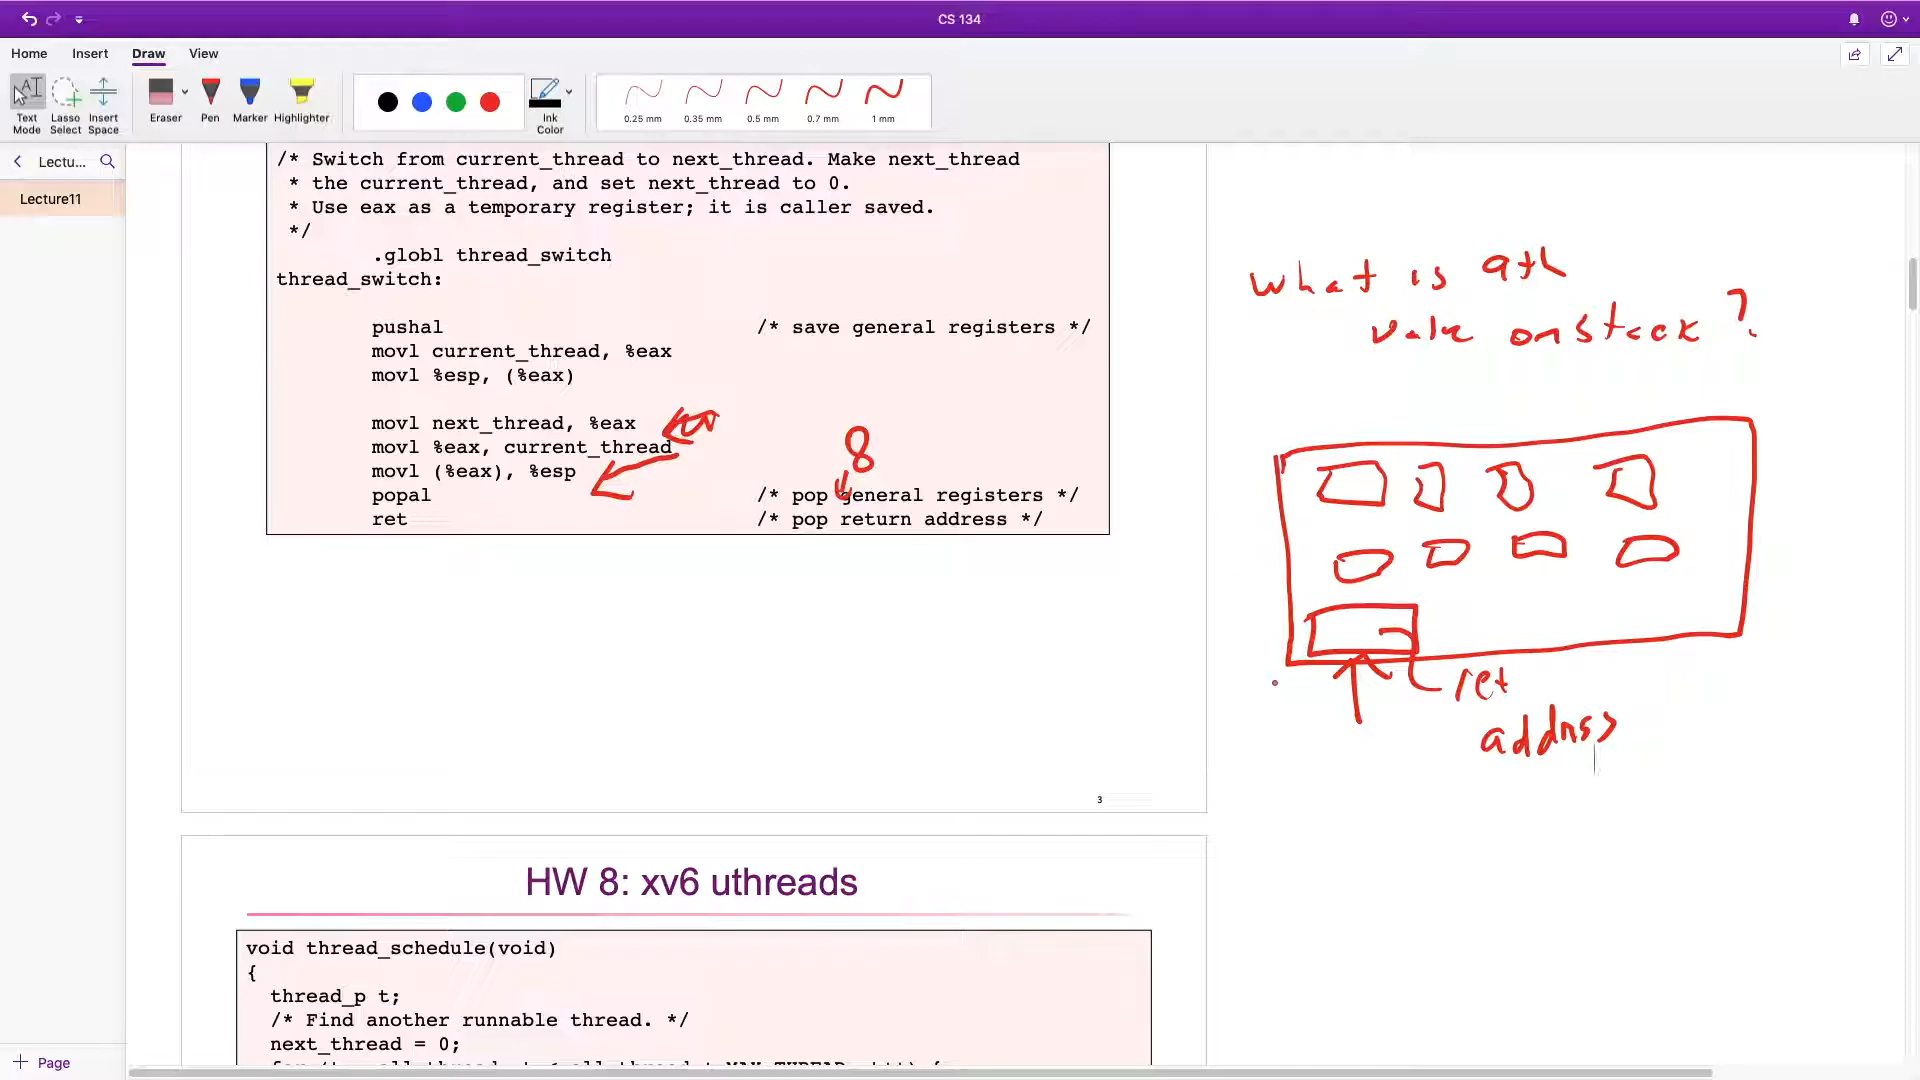 CS 134
Home Insert Draw View
Text Mode
Lasso Select
Insert Space
Eraser
Pen
Marker
Highlighter
Ink Color
0.25 mm 0.35 mm 0.5 mm 0.7 mm 1 mm
Lectu...
Lecture11
/* Switch from current_thread to next_thread. Make next_thread
* the current_thread, and set next_thread to 0.
* Use eax as a temporary register; it is caller saved.
*/
.globl thread_switch
thread_switch:
pushal /* save general registers */
movl current_thread, %eax
movl %esp, (%eax)
movl next_thread, %eax
movl %eax, current_thread
movl (%eax), %esp
popal /* pop general registers */
ret /* pop return address */
8
3
What is 9th
value on stack ?
ret
address
HW 8: xv6 uthreads
void thread_schedule(void)
{
thread_p t;
/* Find another runnable thread. */
next_thread = 0;
+ Page